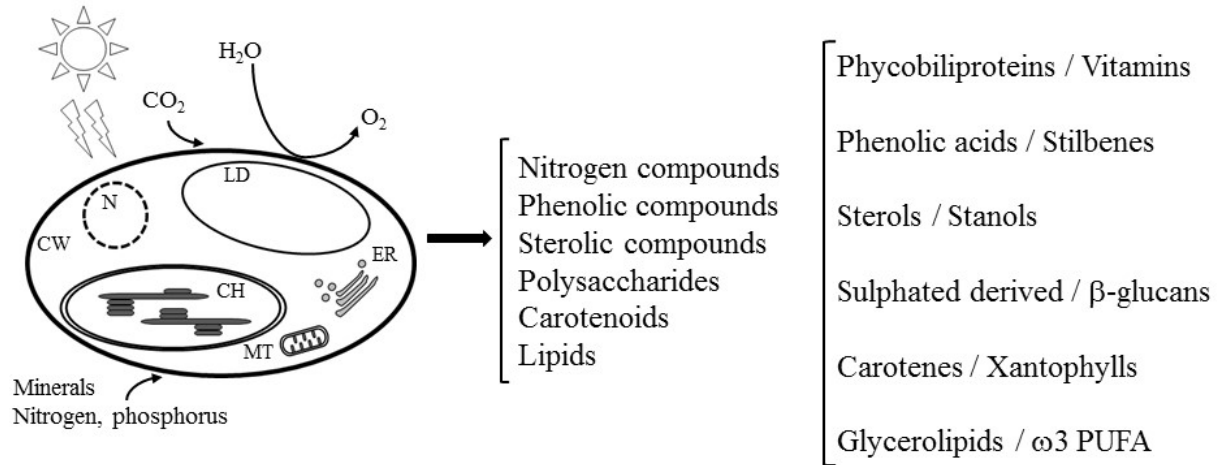 H₂O
CO₂
O₂
LD
N
CW
ER
CH
MT
Minerals
Nitrogen, phosphorus
Nitrogen compounds
Phenolic compounds
Sterolic compounds
Polysaccharides
Carotenoids
Lipids
Phycobiliproteins / Vitamins
Phenolic acids / Stilbenes
Sterols / Stanols
Sulphated derived / β-glucans
Carotenes / Xantophylls
Glycerolipids / ω3 PUFA